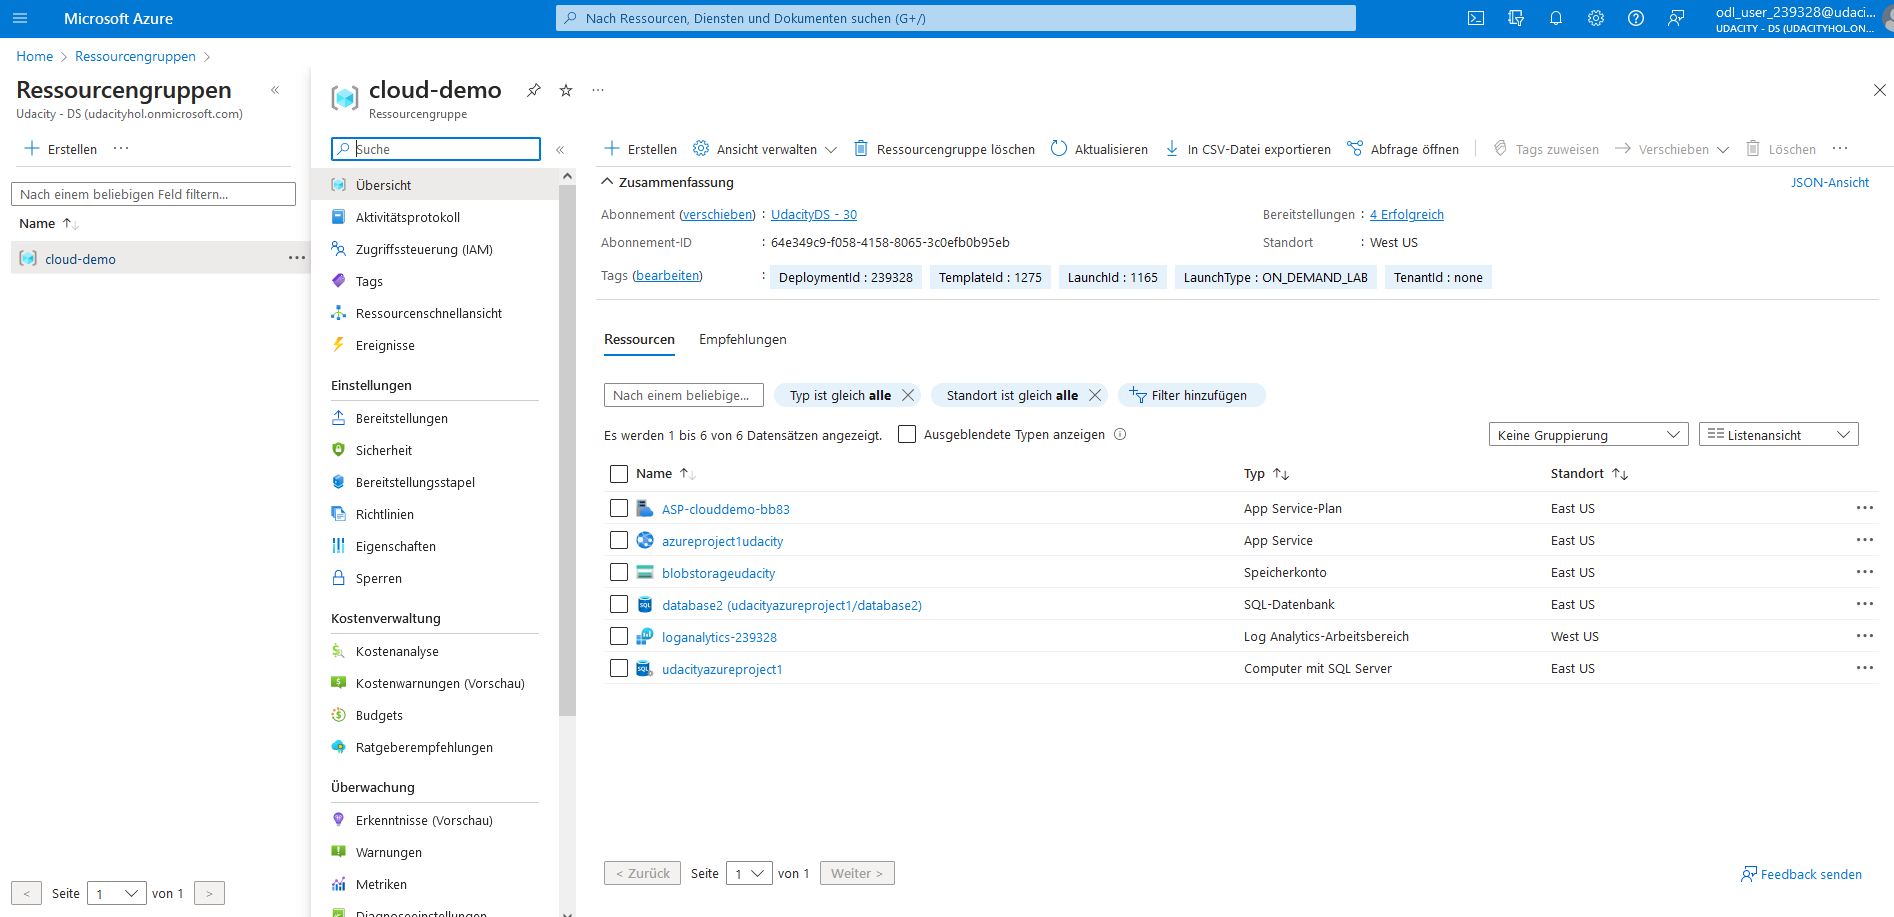 Microsoft Azure
Nach Ressourcen, Diensten und Dokumenten suchen (G+/)
odl_user_239328@udaci...
UDACITY - DS (UDACITYHOL.ON...
Home > Ressourcengruppen >
Ressourcengruppen «
Udacity - DS (udacityhol.onmicrosoft.com)
Erstellen ...
Nach einem beliebigen Feld filtern...
Name ↑↓
cloud-demo ...
< Seite 1 von 1 >
cloud-demo ...
Ressourcengruppe
Suche «
Übersicht
Aktivitätsprotokoll
Zugriffssteuerung (IAM)
Tags
Ressourcenschnellansicht
Ereignisse
Einstellungen
Bereitstellungen
Sicherheit
Bereitstellungsstapel
Richtlinien
Eigenschaften
Sperren
Kostenverwaltung
Kostenanalyse
Kostenwarnungen (Vorschau)
Budgets
Ratgeberempfehlungen
Überwachung
Erkenntnisse (Vorschau)
Warnungen
Metriken
Diagnoseeinstellungen
Erstellen Ansicht verwalten Ressourcengruppe löschen Aktualisieren In CSV-Datei exportieren Abfrage öffnen Tags zuweisen Verschieben Löschen ...
Zusammenfassung JSON-Ansicht
Abonnement (verschieben) : UdacityDS - 30 Bereitstellungen : 4 Erfolgreich
Abonnement-ID : 64e349c9-f058-4158-8065-3c0efb0b95eb Standort : West US
Tags (bearbeiten) : DeploymentId : 239328 TemplateId : 1275 LaunchId : 1165 LaunchType : ON_DEMAND_LAB TenantId : none
Ressourcen Empfehlungen
Nach einem beliebige... Typ ist gleich alle Standort ist gleich alle Filter hinzufügen
Es werden 1 bis 6 von 6 Datensätzen angezeigt. Ausgeblendete Typen anzeigen Keine Gruppierung Listenansicht
Name ↑↓ Typ ↑↓ Standort ↑↓
ASP-clouddemo-bb83 App Service-Plan East US ...
azureproject1udacity App Service East US ...
blobstorageudacity Speicherkonto East US ...
database2 (udacityazureproject1/database2) SQL-Datenbank East US ...
loganalytics-239328 Log Analytics-Arbeitsbereich West US ...
udacityazureproject1 Computer mit SQL Server East US ...
< Zurück Seite 1 von 1 Weiter >
Feedback senden